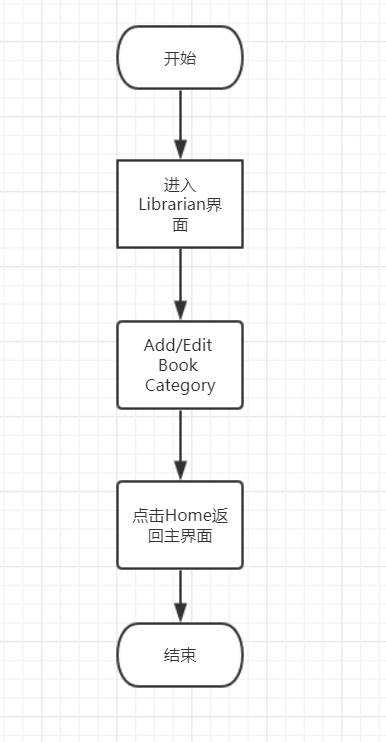 开始
进入
Librarian界
面
Add/Edit
Book
Category
点击Home返
回主界面
结束